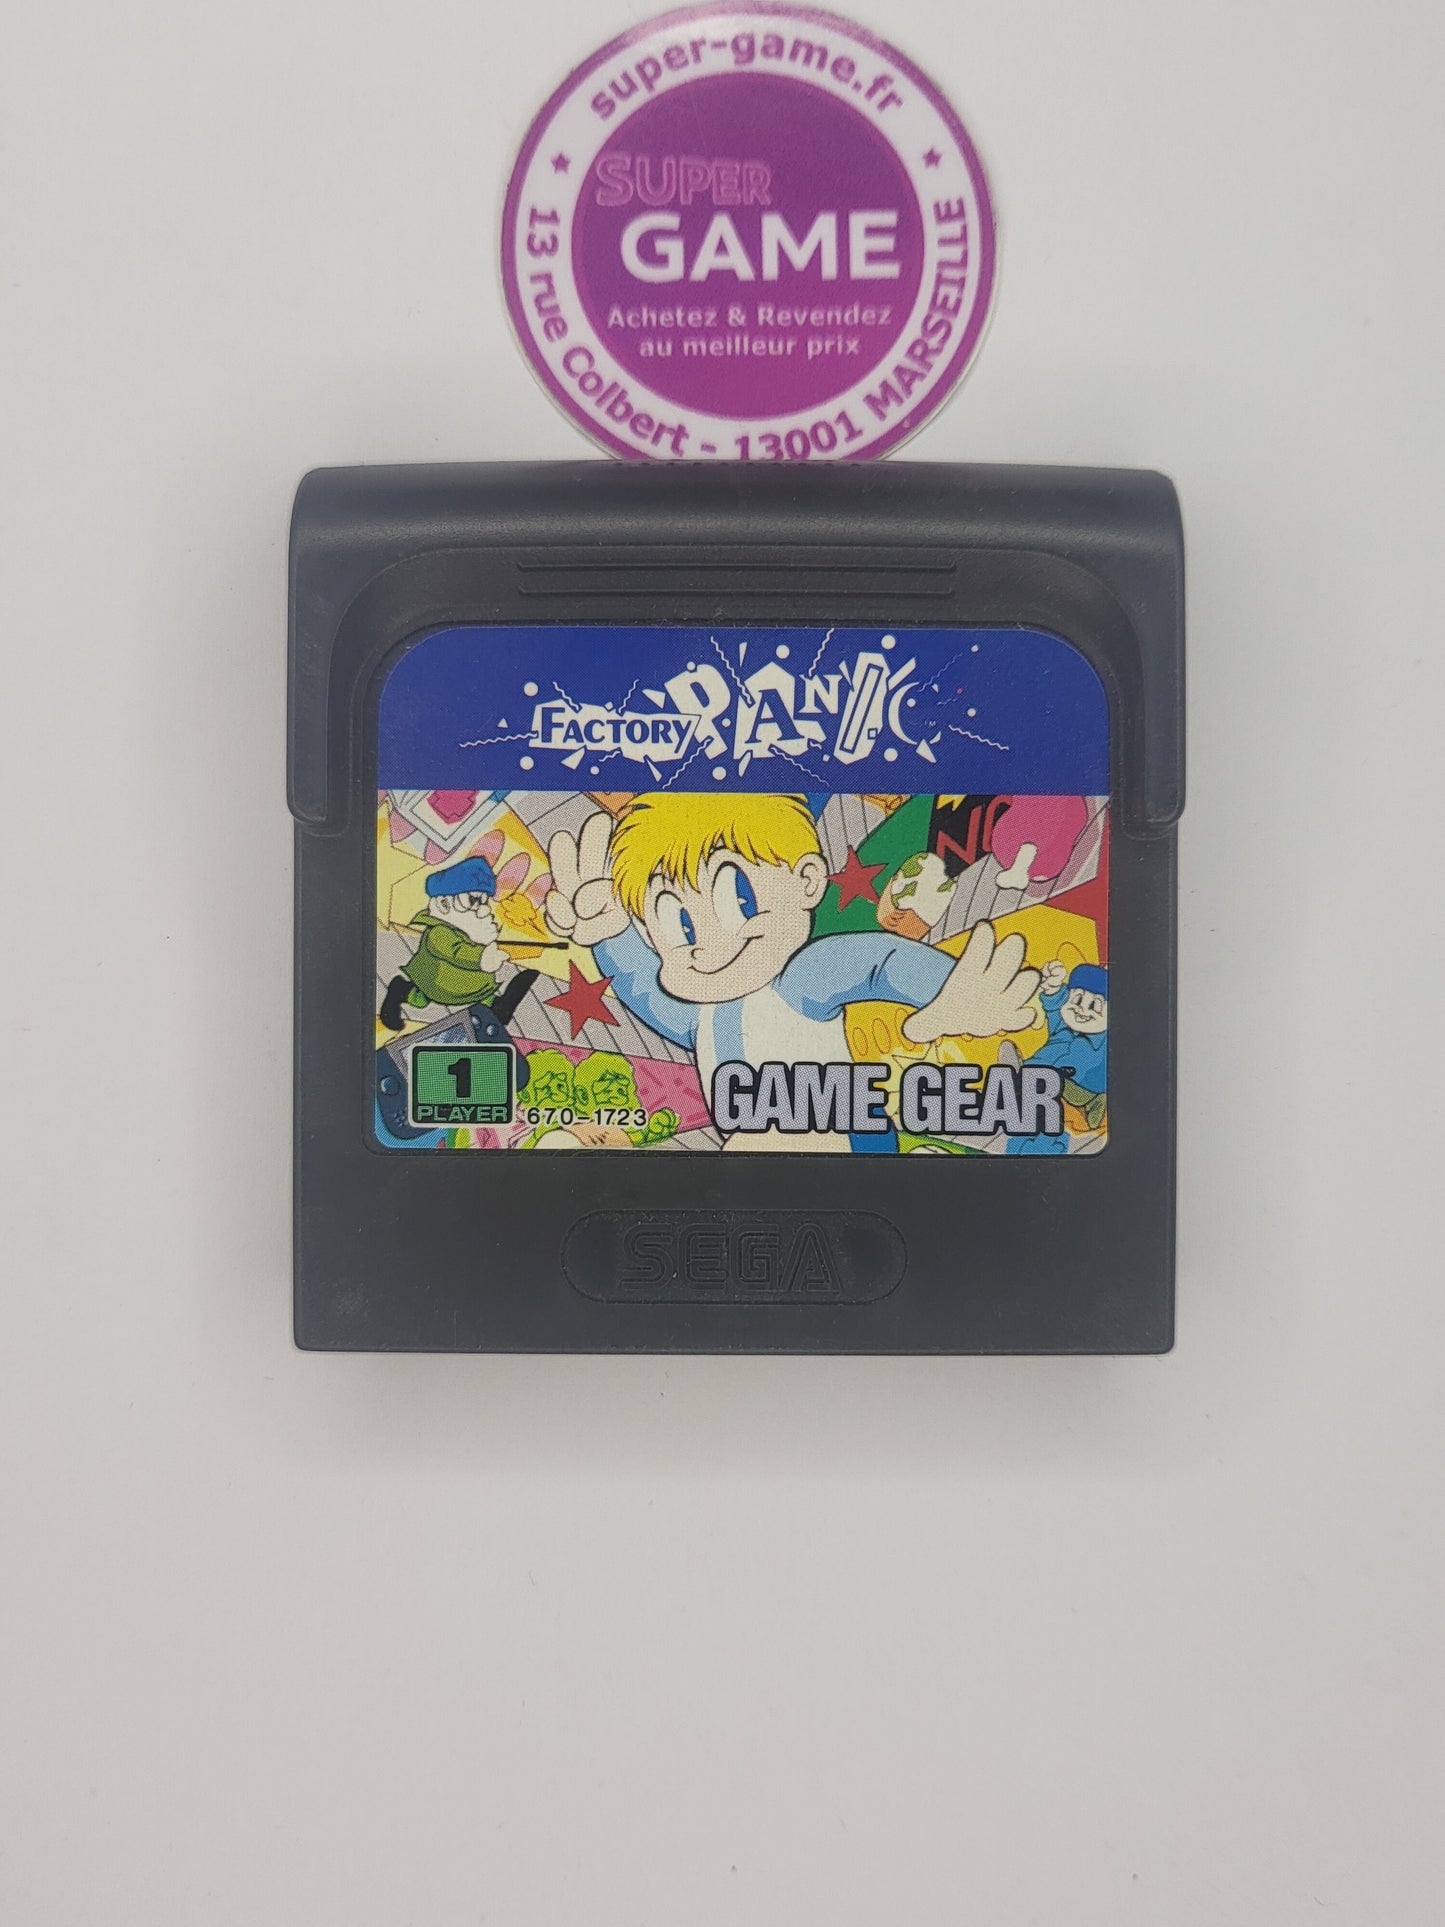 super-game.fr
SUPER
GAME
Achetez & Revendez
au meilleur prix
13 rue Colbert - 13001 MARSEILLE
FACTORY PANIC
1
PLAYER
670-1723
GAME GEAR
SEGA